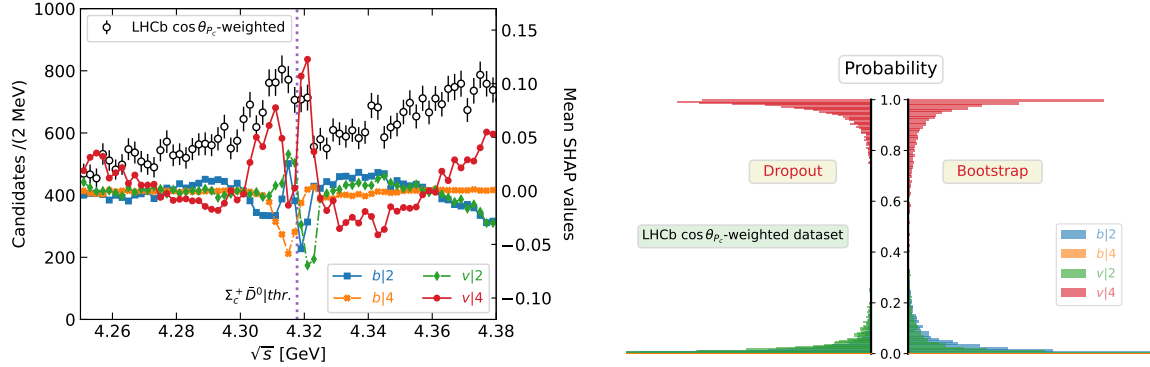 1000
800
600
400
200
0
Candidates /(2 MeV)
LHCb cos θ_{P_c}-weighted
Σ_c^+ D̄^0|thr.
b|2
b|4
v|2
v|4
4.26
4.28
4.30
4.32
4.34
4.36
4.38
√s [GeV]
0.15
0.10
0.05
0.00
−0.05
−0.10
Mean SHAP values
Probability
1.0
0.8
0.6
0.4
0.2
0.0
Dropout
Bootstrap
LHCb cos θ_{P_c}-weighted dataset
b|2
b|4
v|2
v|4